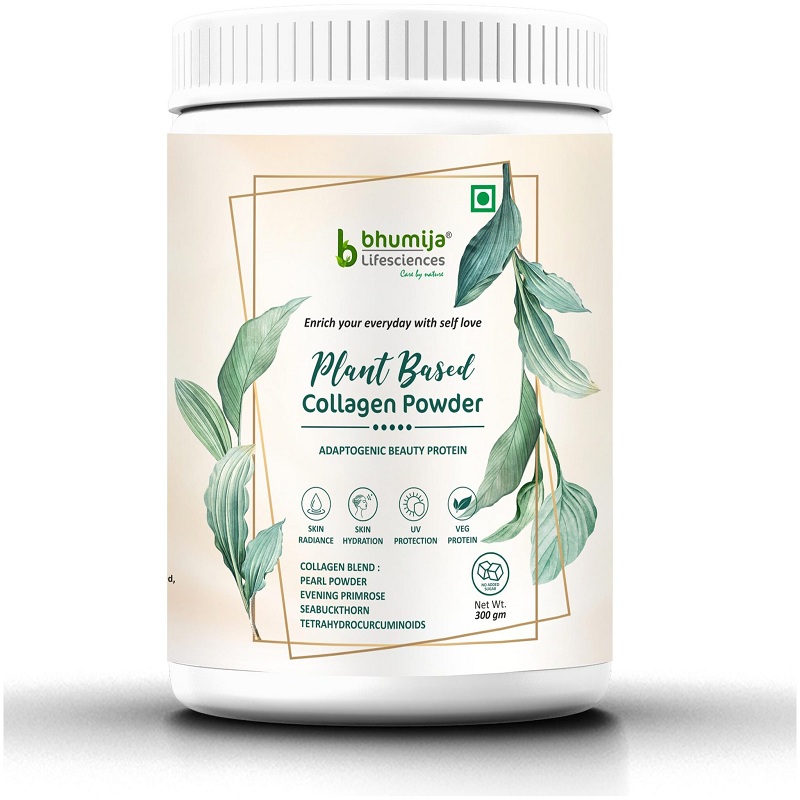 bhumija®
Lifesciences
Care by nature
Enrich your everyday with self love
Plant Based
Collagen Powder
ADAPTOGENIC BEAUTY PROTEIN
SKIN
RADIANCE
SKIN
HYDRATION
UV
PROTECTION
VEG
PROTEIN
COLLAGEN BLEND :
PEARL POWDER
EVENING PRIMROSE
SEABUCKTHORN
TETRAHYDROCURCUMINOIDS
NO ADDED
SUGAR
Net Wt.
300 gm
d,